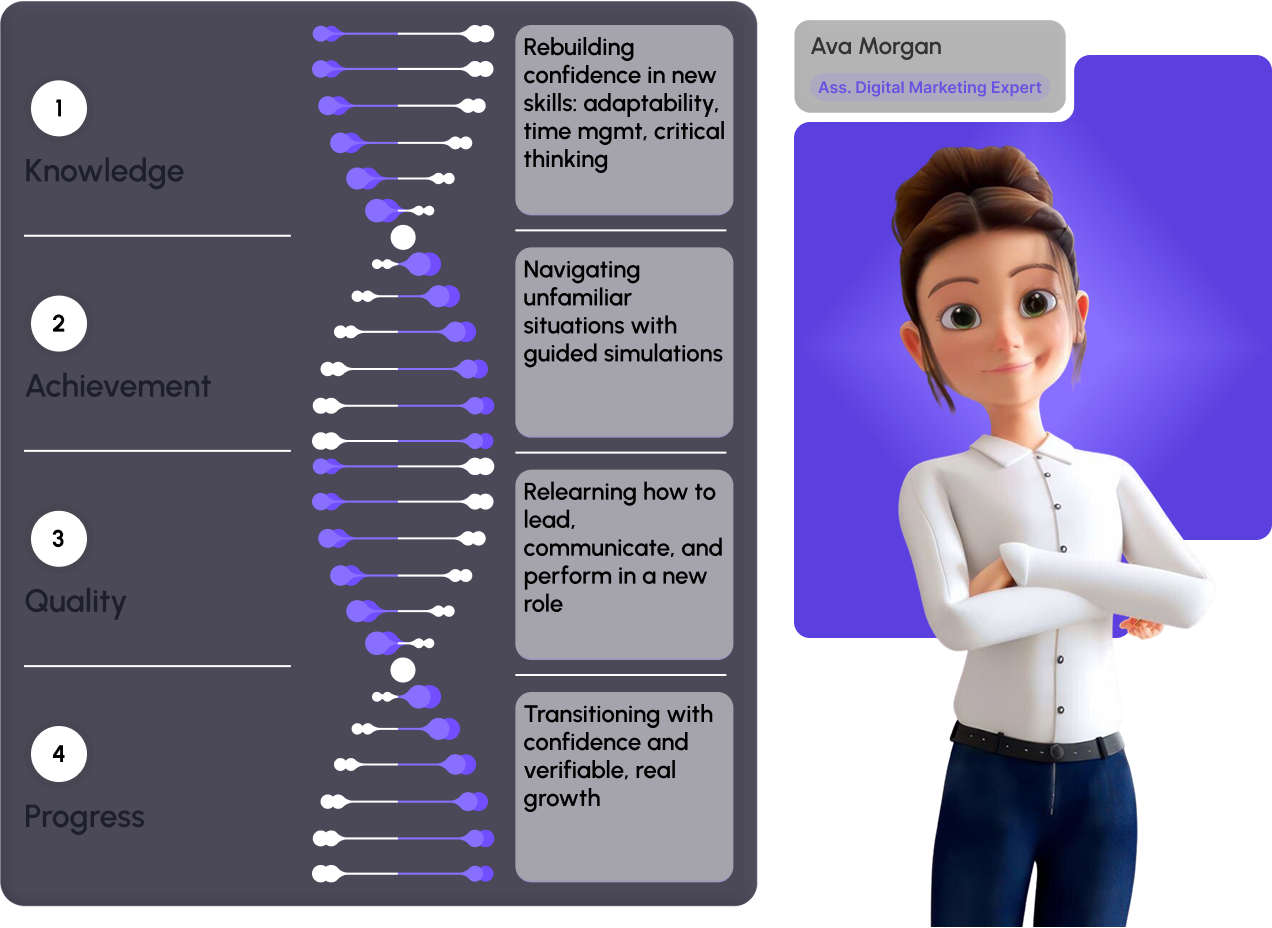 1
Knowledge
Rebuilding
confidence in new
skills: adaptability,
time mgmt, critical
thinking
2
Achievement
Navigating
unfamiliar
situations with
guided simulations
3
Quality
Relearning how to
lead,
communicate, and
perform in a new
role
4
Progress
Transitioning with
confidence and
verifiable, real
growth
Ava Morgan
Ass. Digital Marketing Expert